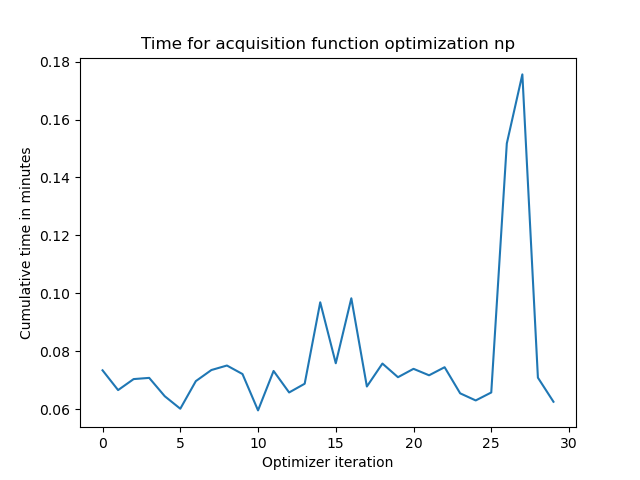 Time for acquisition function optimization np
Cumulative time in minutes
0.18
0.16
0.14
0.12
0.10
0.08
0.06
0 5 10 15 20 25 30
Optimizer iteration